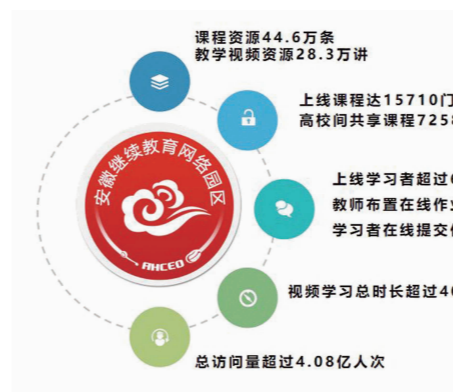 课程资源44.6万条
教学视频资源28.3万讲
上线课程达15710门
高校间共享课程7258
安徽继续教育网络园区
AHCEO
上线学习者超过
教师布置在线作业
学习者在线提交作
视频学习总时长超过4
总访问量超过4.08亿人次